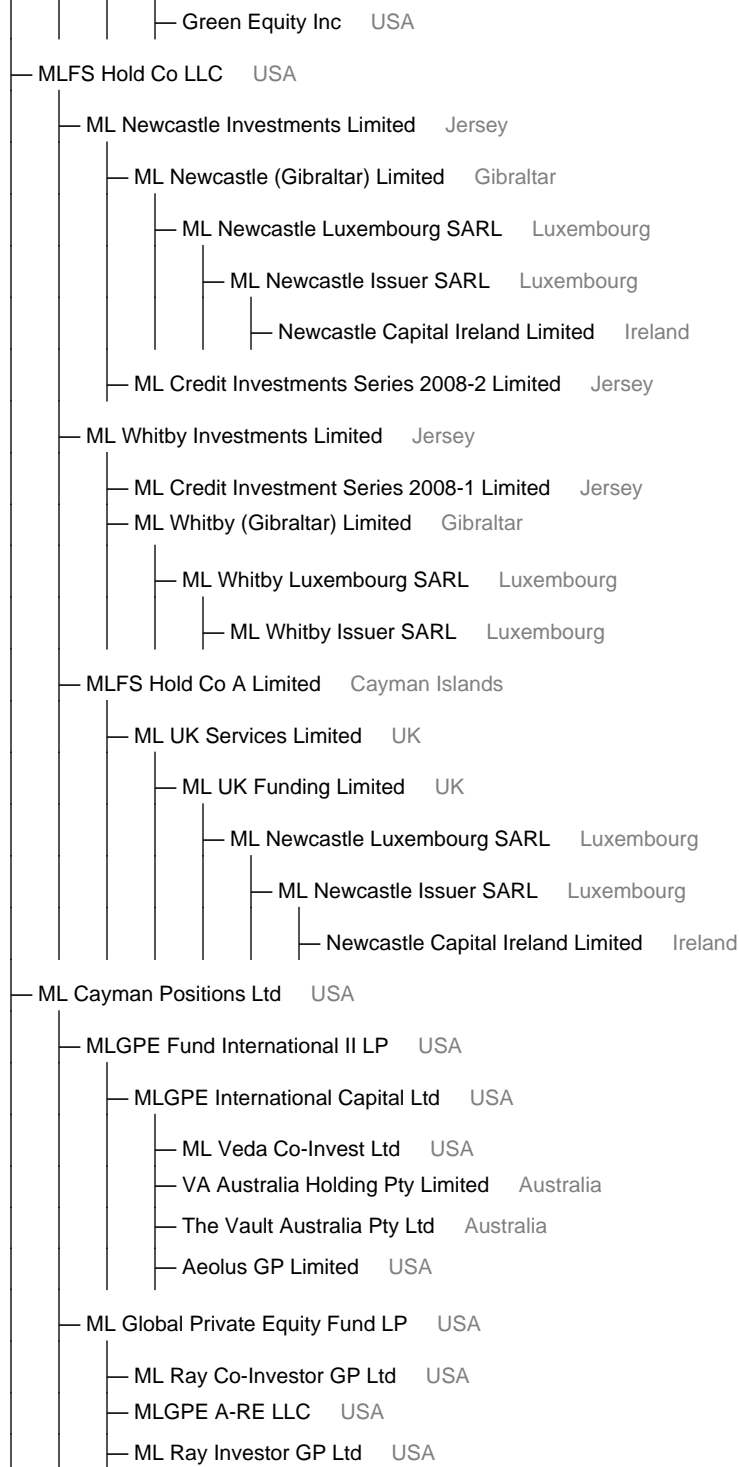 Green Equity Inc USA
MLFS Hold Co LLC USA
ML Newcastle Investments Limited Jersey
ML Newcastle (Gibraltar) Limited Gibraltar
ML Newcastle Luxembourg SARL Luxembourg
ML Newcastle Issuer SARL Luxembourg
Newcastle Capital Ireland Limited Ireland
ML Credit Investments Series 2008-2 Limited Jersey
ML Whitby Investments Limited Jersey
ML Credit Investment Series 2008-1 Limited Jersey
ML Whitby (Gibraltar) Limited Gibraltar
ML Whitby Luxembourg SARL Luxembourg
ML Whitby Issuer SARL Luxembourg
MLFS Hold Co A Limited Cayman Islands
ML UK Services Limited UK
ML UK Funding Limited UK
ML Newcastle Luxembourg SARL Luxembourg
ML Newcastle Issuer SARL Luxembourg
Newcastle Capital Ireland Limited Ireland
ML Cayman Positions Ltd USA
MLGPE Fund International II LP USA
MLGPE International Capital Ltd USA
ML Veda Co-Invest Ltd USA
VA Australia Holding Pty Limited Australia
The Vault Australia Pty Ltd Australia
Aeolus GP Limited USA
ML Global Private Equity Fund LP USA
ML Ray Co-Investor GP Ltd USA
MLGPE A-RE LLC USA
ML Ray Investor GP Ltd USA